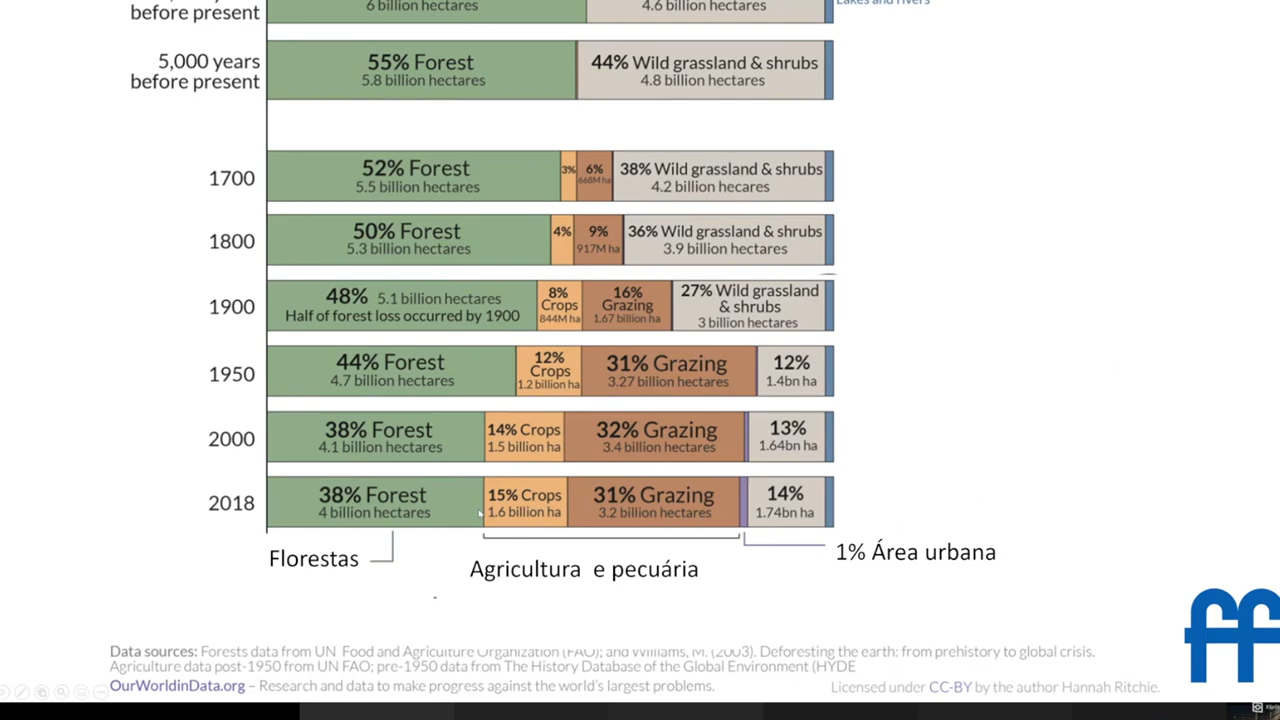 before present
6 billion hectares
4.6 billion hectares
Lakes and rivers
5,000 years
before present
55% Forest
5.8 billion hectares
44% Wild grassland & shrubs
4.8 billion hectares
1700
52% Forest
5.5 billion hectares
3%
6%
668M ha
38% Wild grassland & shrubs
4.2 billion hecares
1800
50% Forest
5.3 billion hectares
4%
9%
917M ha
36% Wild grassland & shrubs
3.9 billion hectares
1900
48% 5.1 billion hectares
Half of forest loss occurred by 1900
8%
Crops
844M ha
16%
Grazing
1.67 billion ha
27% Wild grassland
& shrubs
3 billion hectares
1950
44% Forest
4.7 billion hectares
12%
Crops
1.2 billion ha
31% Grazing
3.27 billion hectares
12%
1.4bn ha
2000
38% Forest
4.1 billion hectares
14% Crops
1.5 billion ha
32% Grazing
3.4 billion hectares
13%
1.64bn ha
2018
38% Forest
4 billion hectares
15% Crops
1.6 billion ha
31% Grazing
3.2 billion hectares
14%
1.74bn ha
Florestas
Agricultura e pecuária
1% Área urbana
ff
Data sources: Forests data from UN Food and Agriculture Organization (FAO); and Williams, M. (2003). Deforesting the earth: from prehistory to global crisis.
Agriculture data post-1950 from UN FAO; pre-1950 data from The History Database of the Global Environment (HYDE
OurWorldinData.org – Research and data to make progress against the world's largest problems.
Licensed under CC-BY by the author Hannah Ritchie.